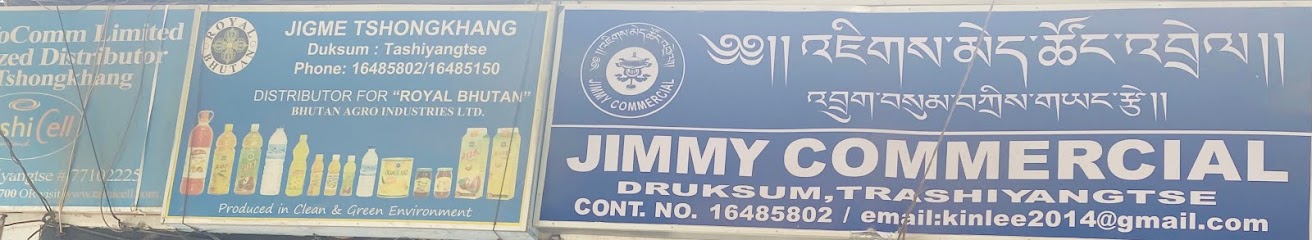 oComm Limited
zed Distributor
Tshongkhang
shi Cell
yangtse # 77102225
ROYAL BHUTAN
JIGME TSHONGKHANG
Duksum : Tashiyangtse
Phone: 16485802/16485150
DISTRIBUTOR FOR “ROYAL BHUTAN”
BHUTAN AGRO INDUSTRIES LTD.
Produced in Clean & Green Environment
JIMMY COMMERCIAL
༄༅།། འཇིགས་མེད་ཚོང་འབྲེལ།།
འབྲུག་བསུམ་བཀྲིས་གཡང་རྩེ།།
JIMMY COMMERCIAL
DRUKSUM,TRASHIYANGTSE
CONT. NO. 16485802 / email:kinlee2014@gmail.com